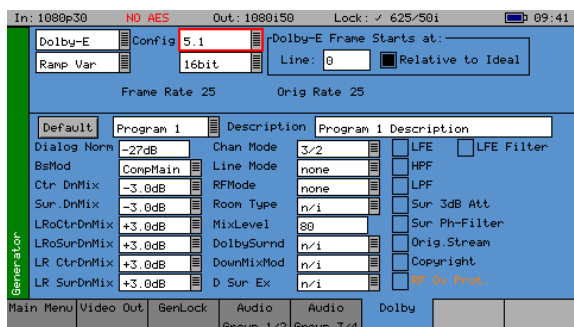 In: 1080p30 NO AES Out: 1080i50 Lock: ✓ 625/50i 09:41
Dolby-E Config 5.1 Dolby-E Frame Starts at:
Ramp Var 16bit Line: 0 Relative to Ideal
Frame Rate 25 Orig Rate 25
Default Program 1 Description Program 1 Description
Dialog Norm -27dB Chan Mode 3/2 LFE LFE Filter
BsMod CompMain Line Mode none HPF
Ctr DnMix -3.0dB RFMode none LPF
Sur.DnMix -3.0dB Room Type n/i Sur 3dB Att
LRoCtrDnMix +3.0dB MixLevel 80 Sur Ph-Filter
LRoSurDnMix +3.0dB DolbySurnd n/i Orig.Stream
LR CtrDnMix +3.0dB DownMixMod n/i Copyright
LR SurDnMix +3.0dB D Sur Ex n/i RF Ov Prot.
Generator
Main Menu Video Out GenLock Audio Audio Dolby
Group 1/2 Group 3/4